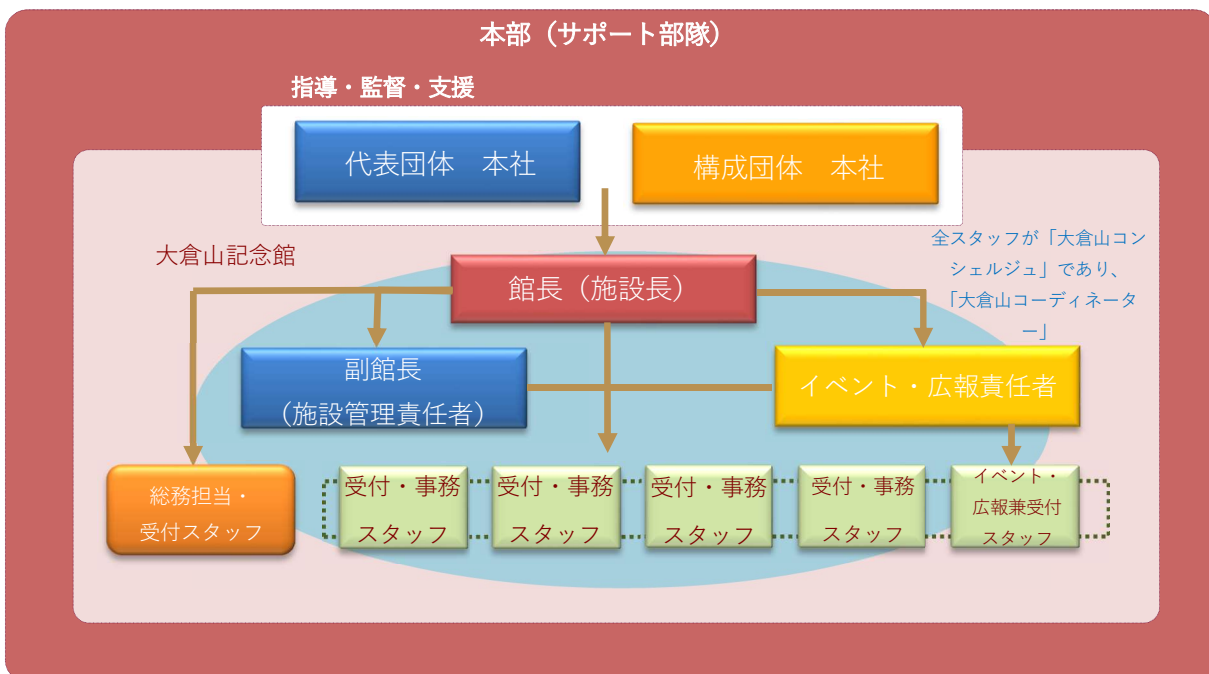 本部（サポート部隊）
指導・監督・支援
代表団体　本社
構成団体　本社
大倉山記念館
全スタッフが「大倉山コン
シェルジュ」であり、
「大倉山コーディネータ
ー」
館長（施設長）
副館長
（施設管理責任者）
イベント・広報責任者
総務担当・
受付スタッフ
受付・事務
スタッフ
受付・事務
スタッフ
受付・事務
スタッフ
受付・事務
スタッフ
イベント・
広報兼受付
スタッフ